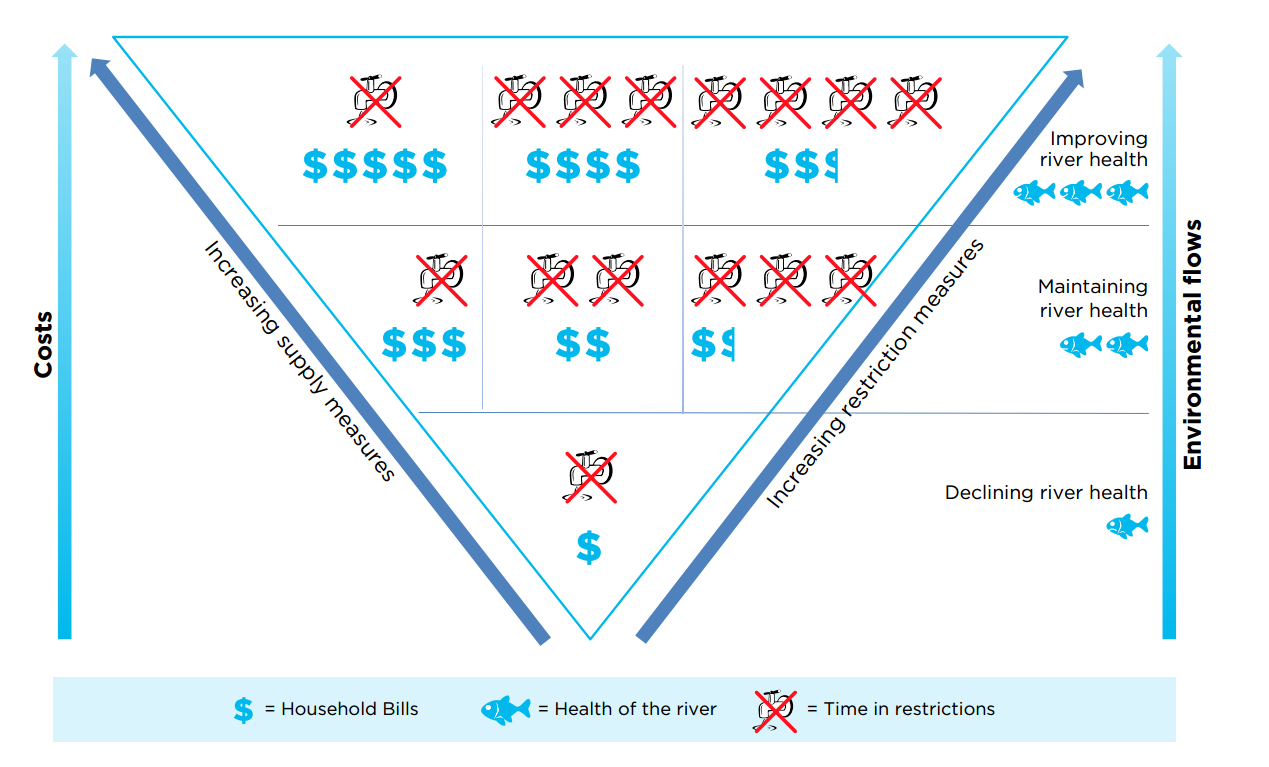 $$$$$
$$$$
$$$
Improving
river health
Increasing supply measures
Increasing restriction measures
Costs
Environmental flows
$$$
$$
$$
Maintaining
river health
Declining river health
$
$ = Household Bills
= Health of the river
= Time in restrictions